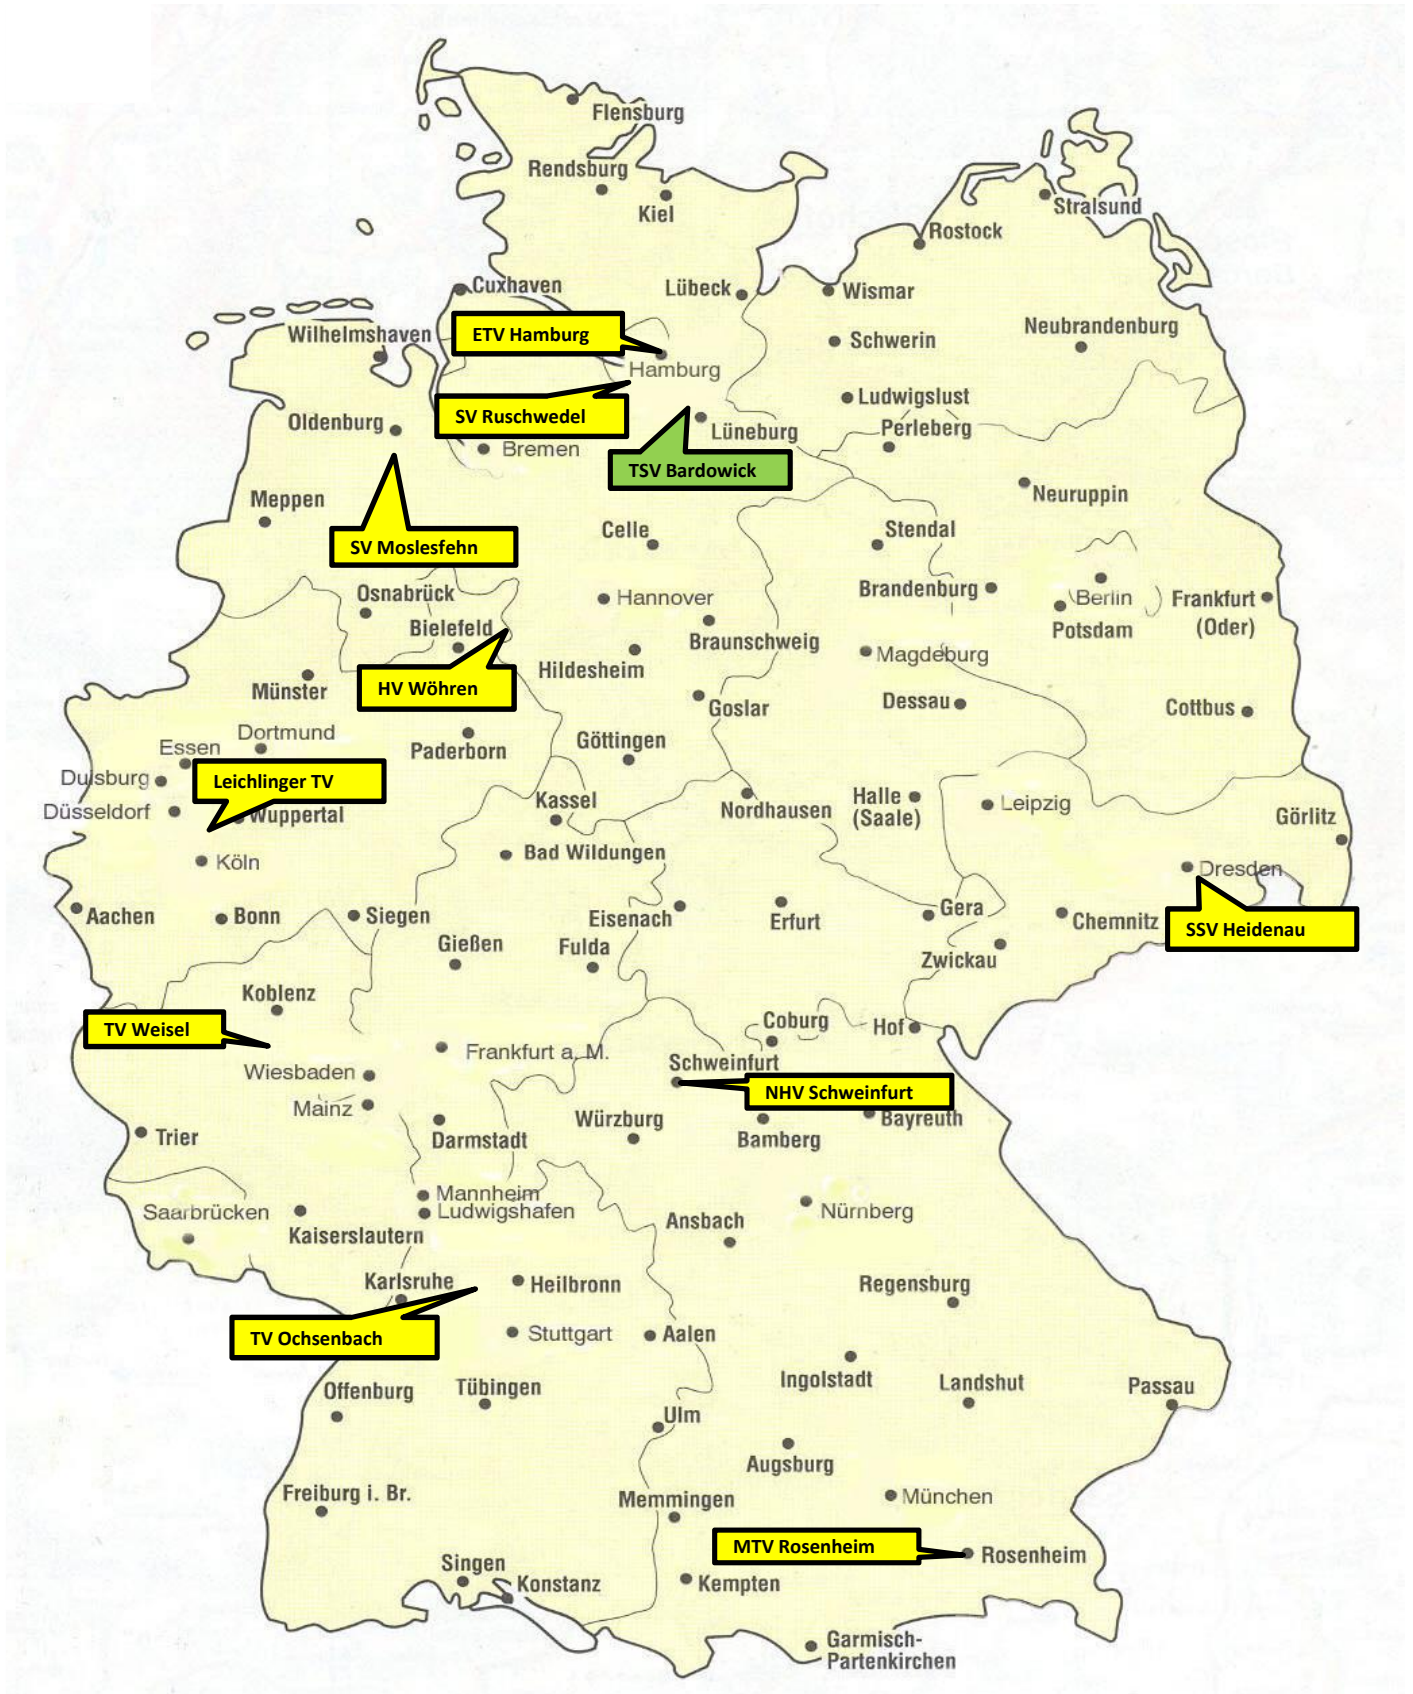 Flensburg
Rendsburg
Kiel
Stralsund
Rostock
Cuxhaven
Lübeck
Wismar
Wilhelmshaven
ETV Hamburg
Hamburg
Schwerin
Neubrandenburg
SV Ruschwedel
Oldenburg
Bremen
Lüneburg
Ludwigslust
Perleberg
TSV Bardowick
Meppen
Neuruppin
SV Moslesfehn
Celle
Stendal
Osnabrück
Hannover
Brandenburg
Berlin
Frankfurt
(Oder)
Potsdam
Bielefeld
Braunschweig
Hildesheim
Magdeburg
HV Wöhren
Münster
Goslar
Dessau
Cottbus
Dortmund
Essen
Paderborn
Göttingen
Duisburg
Leichlinger TV
Düsseldorf
Wuppertal
Kassel
Nordhausen
Halle
(Saale)
Leipzig
Görlitz
Köln
Bad Wildungen
Dresden
Aachen
Bonn
Siegen
Eisenach
Erfurt
Gera
Chemnitz
SSV Heidenau
Gießen
Fulda
Zwickau
Koblenz
TV Weisel
Coburg
Hof
Frankfurt a. M.
Schweinfurt
Wiesbaden
NHV Schweinfurt
Mainz
Würzburg
Bayreuth
Trier
Darmstadt
Bamberg
Mannheim
Saarbrücken
Ludwigshafen
Nürnberg
Kaiserslautern
Ansbach
Karlsruhe
Heilbronn
Regensburg
TV Ochsenbach
Stuttgart
Aalen
Offenburg
Tübingen
Ingolstadt
Landshut
Passau
Ulm
Augsburg
Freiburg i. Br.
Memmingen
München
MTV Rosenheim
Rosenheim
Singen
Konstanz
Kempten
Garmisch-
Partenkirchen